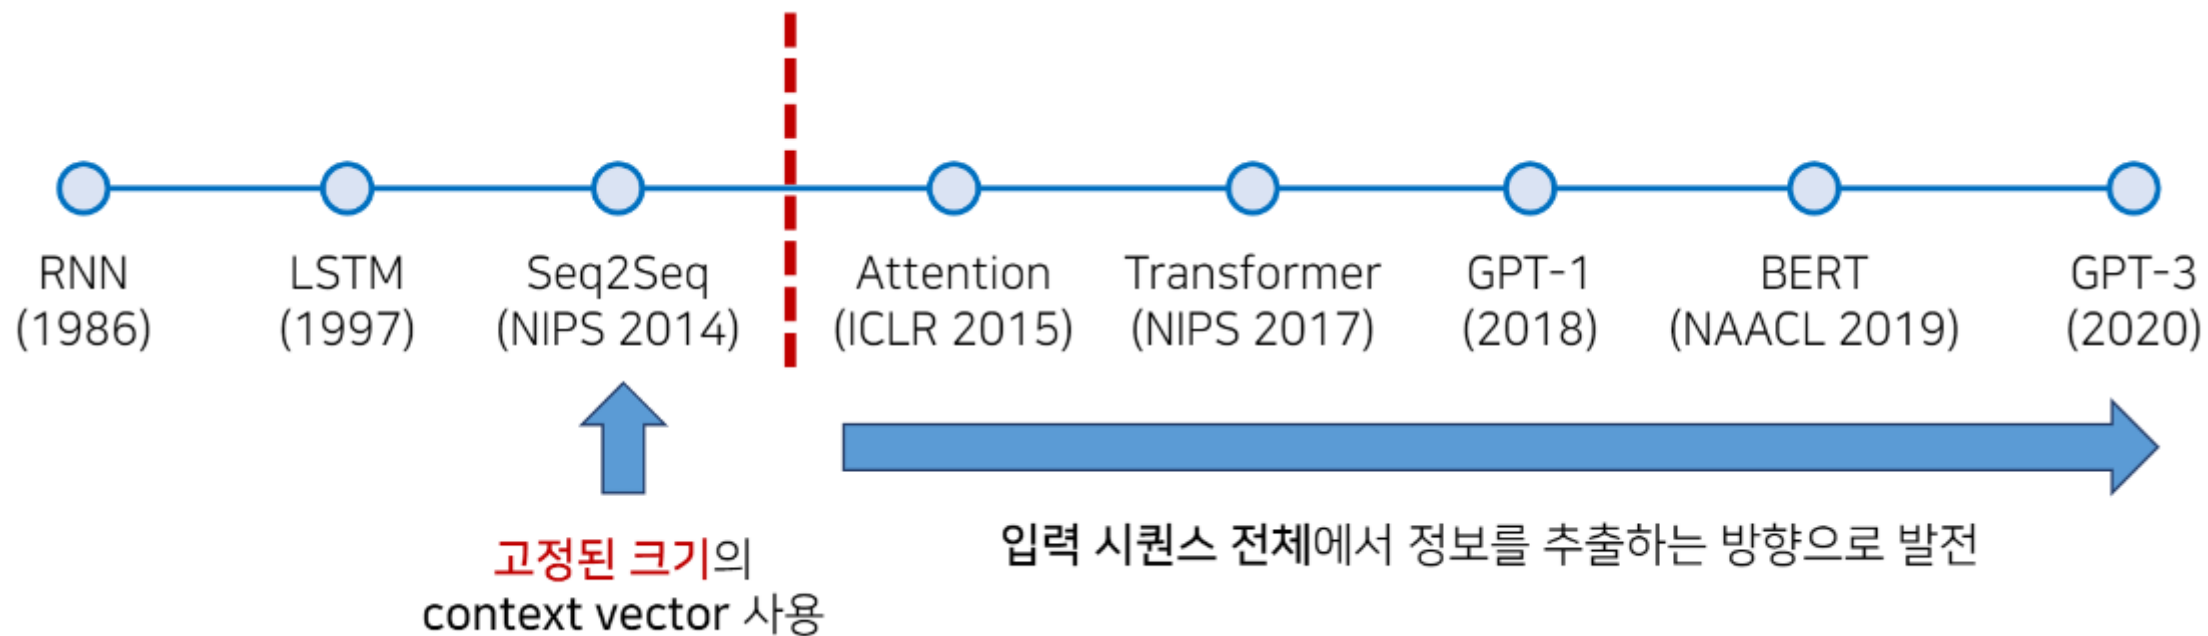 RNN
(1986)
LSTM
(1997)
Seq2Seq
(NIPS 2014)
Attention
(ICLR 2015)
Transformer
(NIPS 2017)
GPT-1
(2018)
BERT
(NAACL 2019)
GPT-3
(2020)
고정된 크기의
context vector 사용
입력 시퀀스 전체에서 정보를 추출하는 방향으로 발전